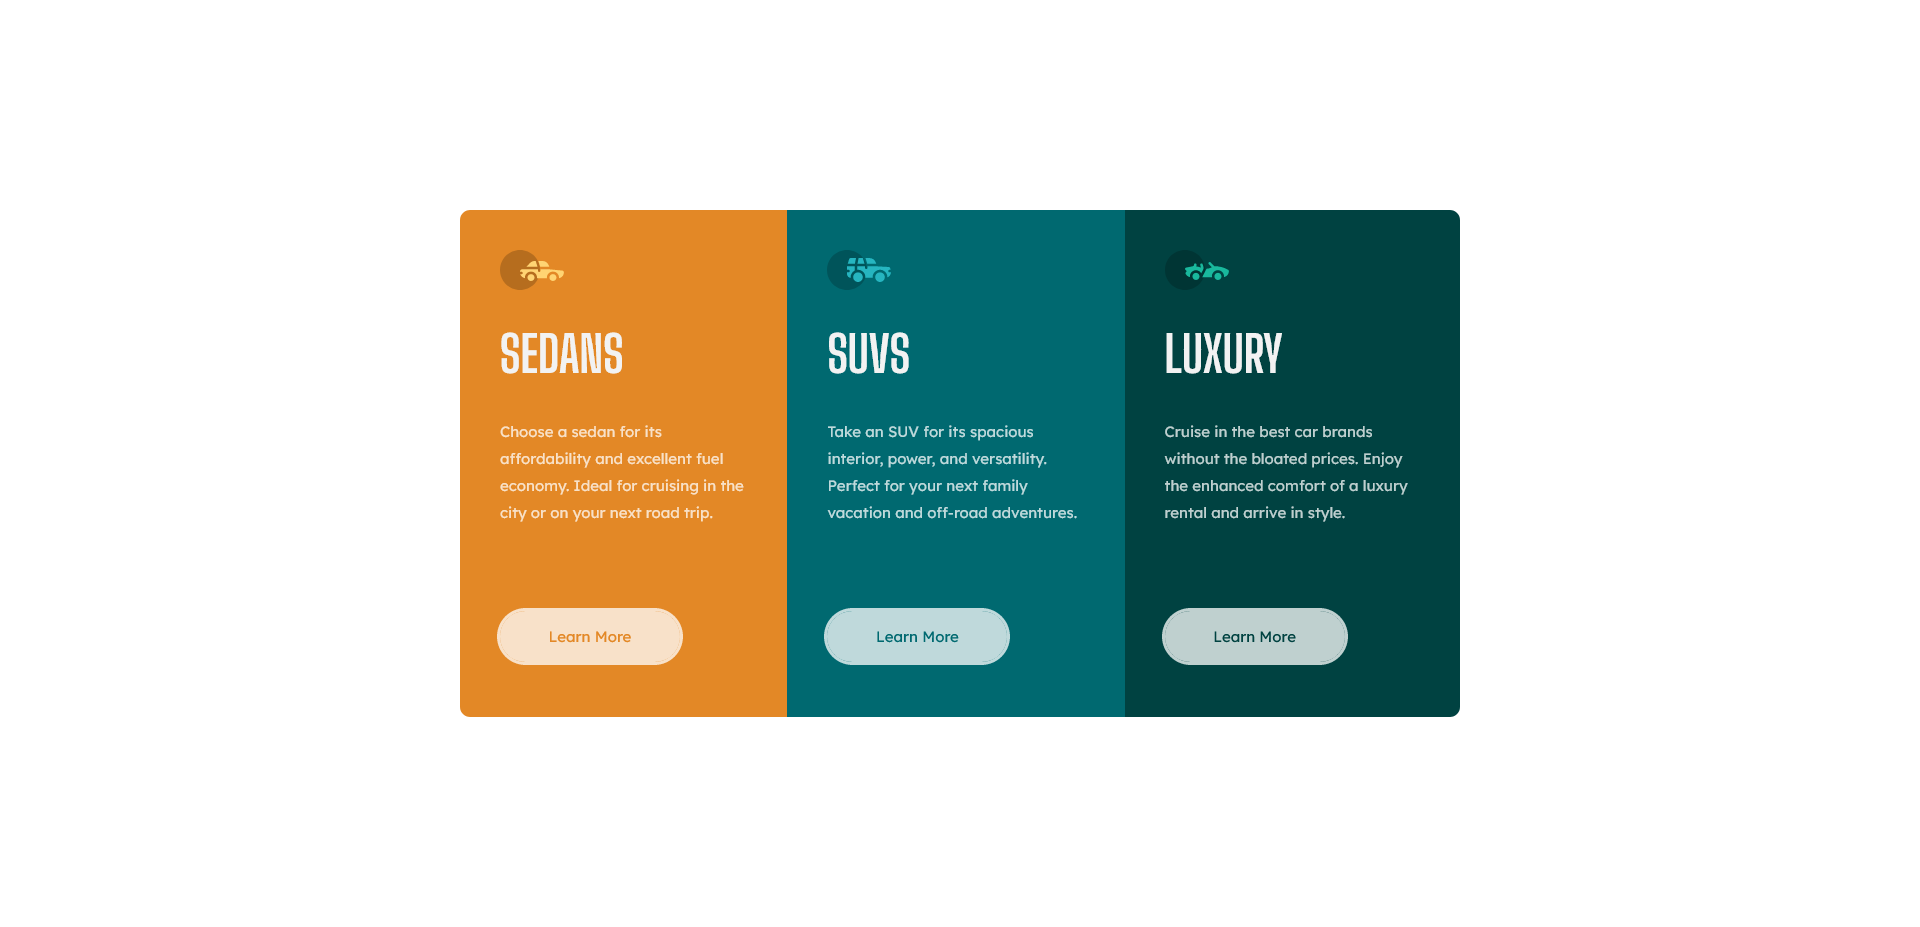 SEDANS
Choose a sedan for its
affordability and excellent fuel
economy. Ideal for cruising in the
city or on your next road trip.
Learn More
SUVS
Take an SUV for its spacious
interior, power, and versatility.
Perfect for your next family
vacation and off-road adventures.
Learn More
LUXURY
Cruise in the best car brands
without the bloated prices. Enjoy
the enhanced comfort of a luxury
rental and arrive in style.
Learn More